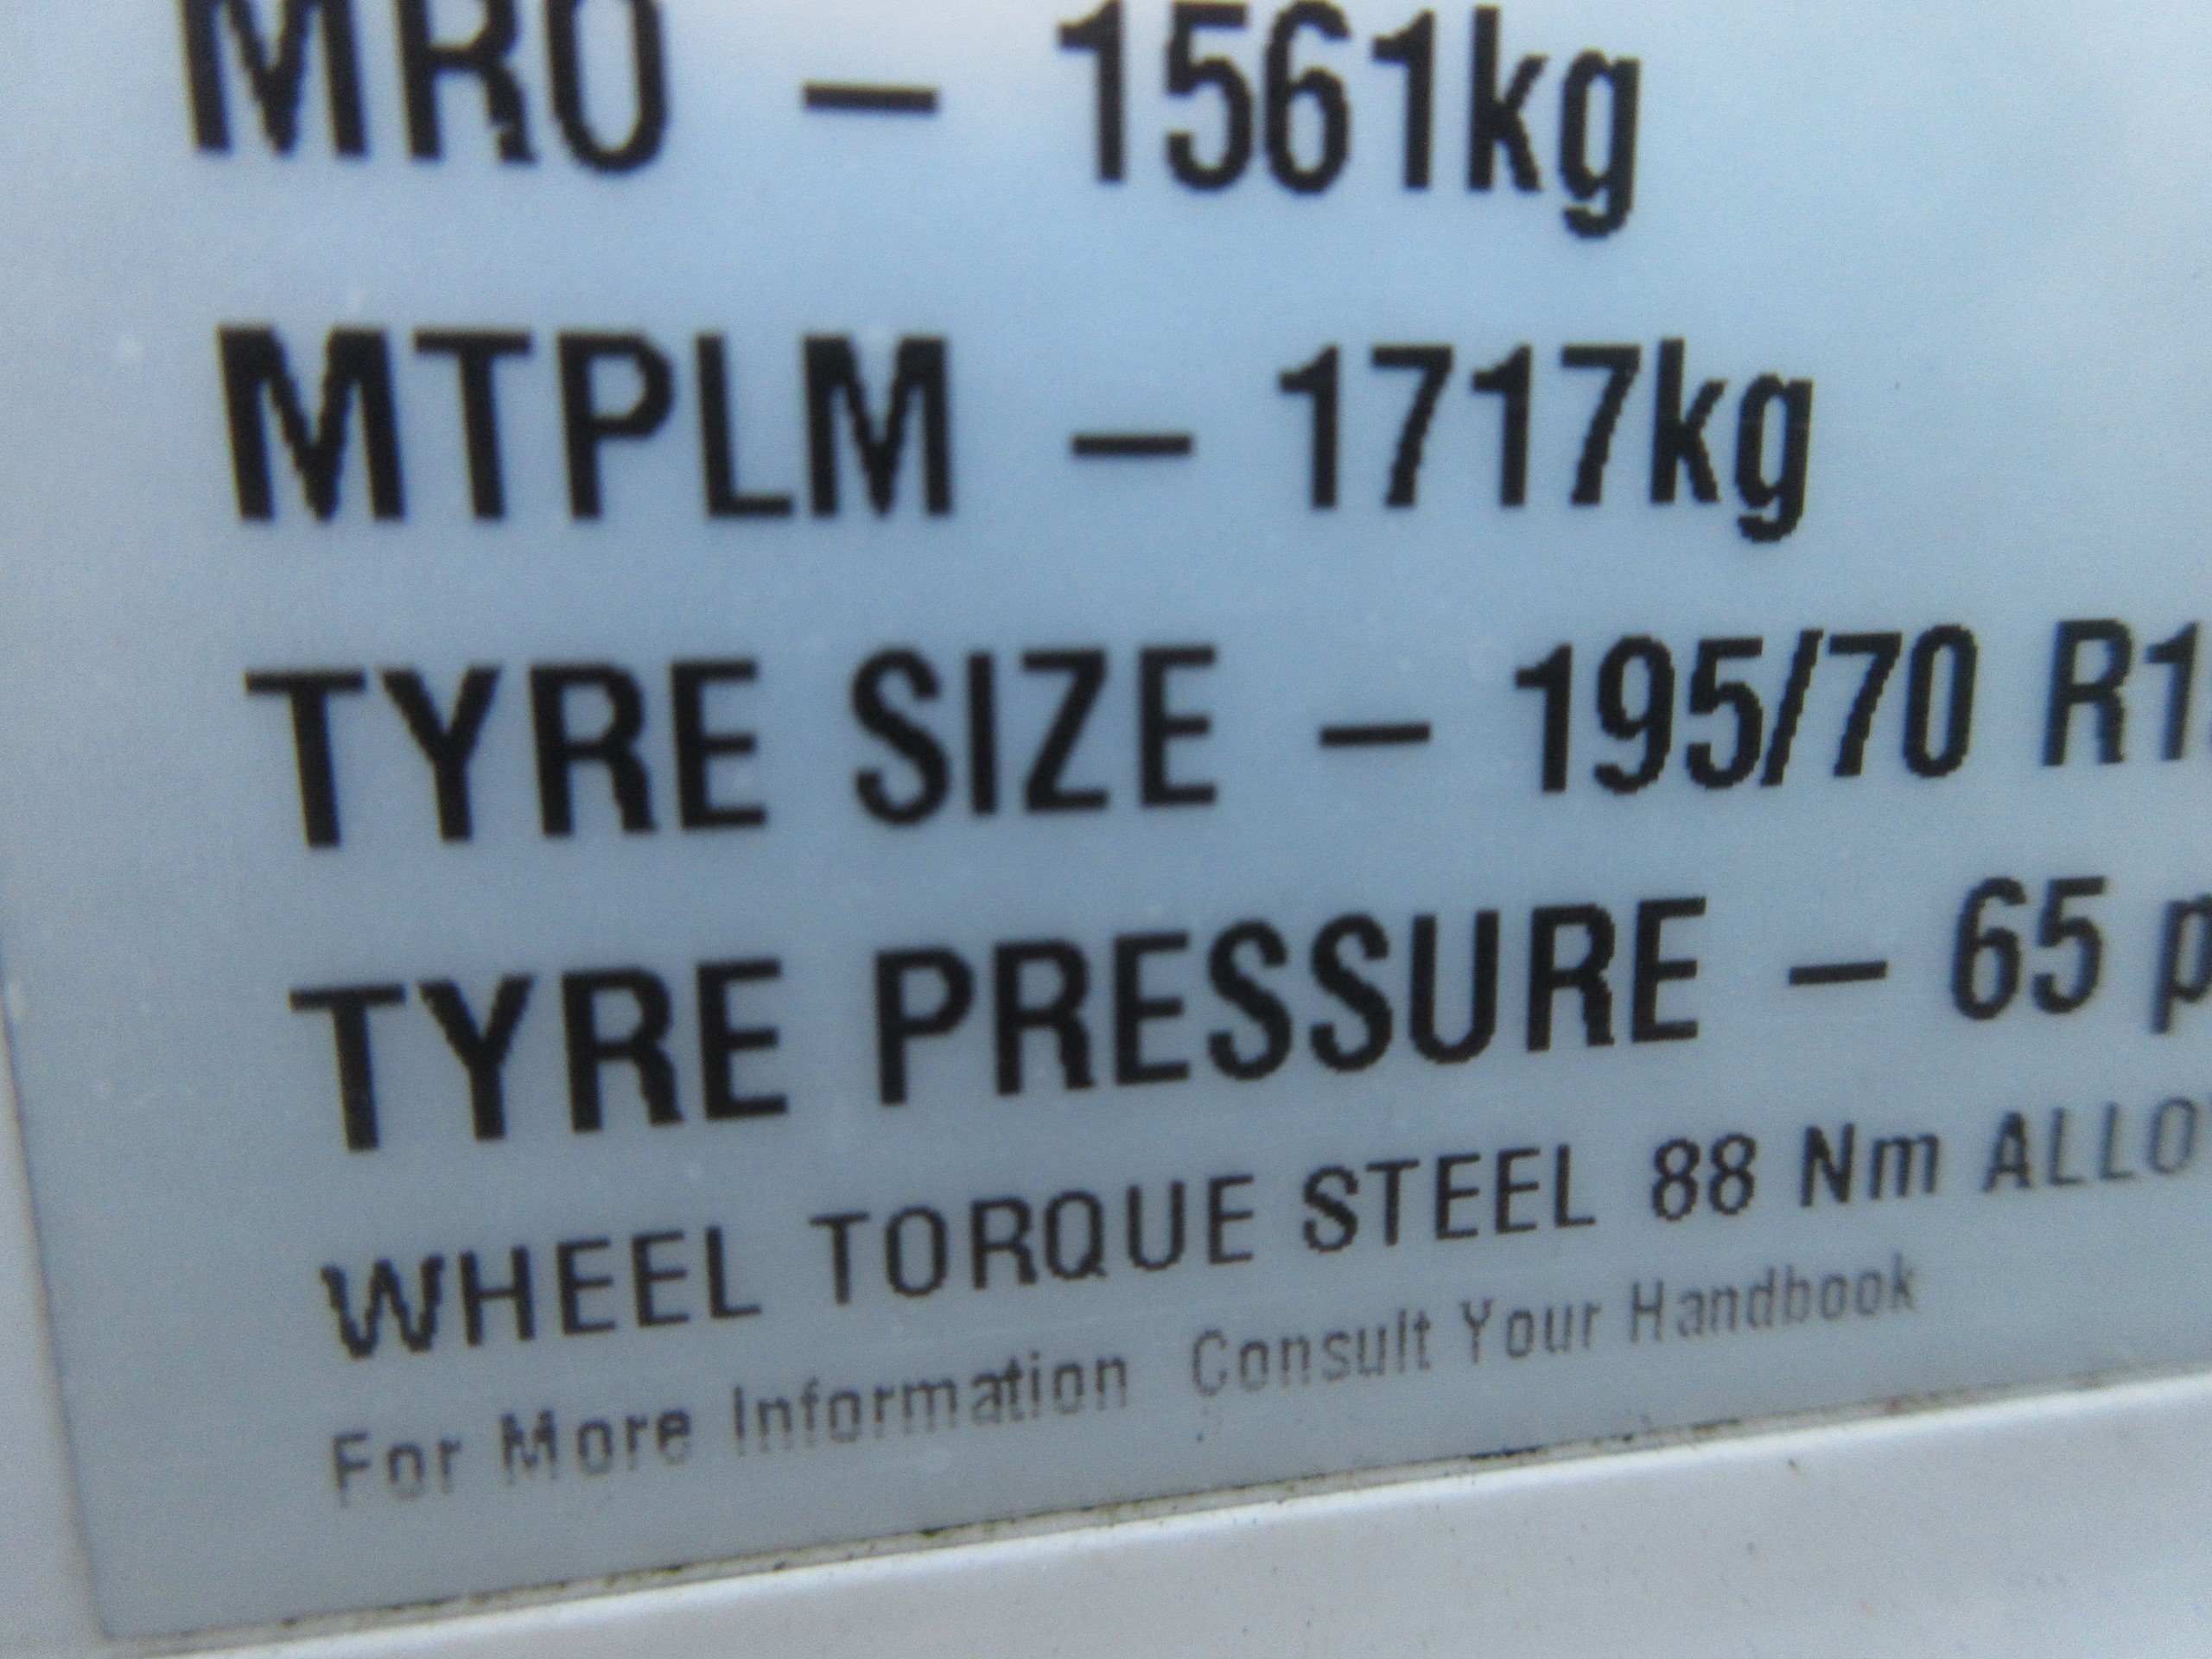 MRO – 1561kg
MTPLM – 1717kg
TYRE SIZE – 195/70
TYRE PRESSURE – 65
WHEEL TORQUE STEEL 88 Nm
For More Information Consult Your Handbook